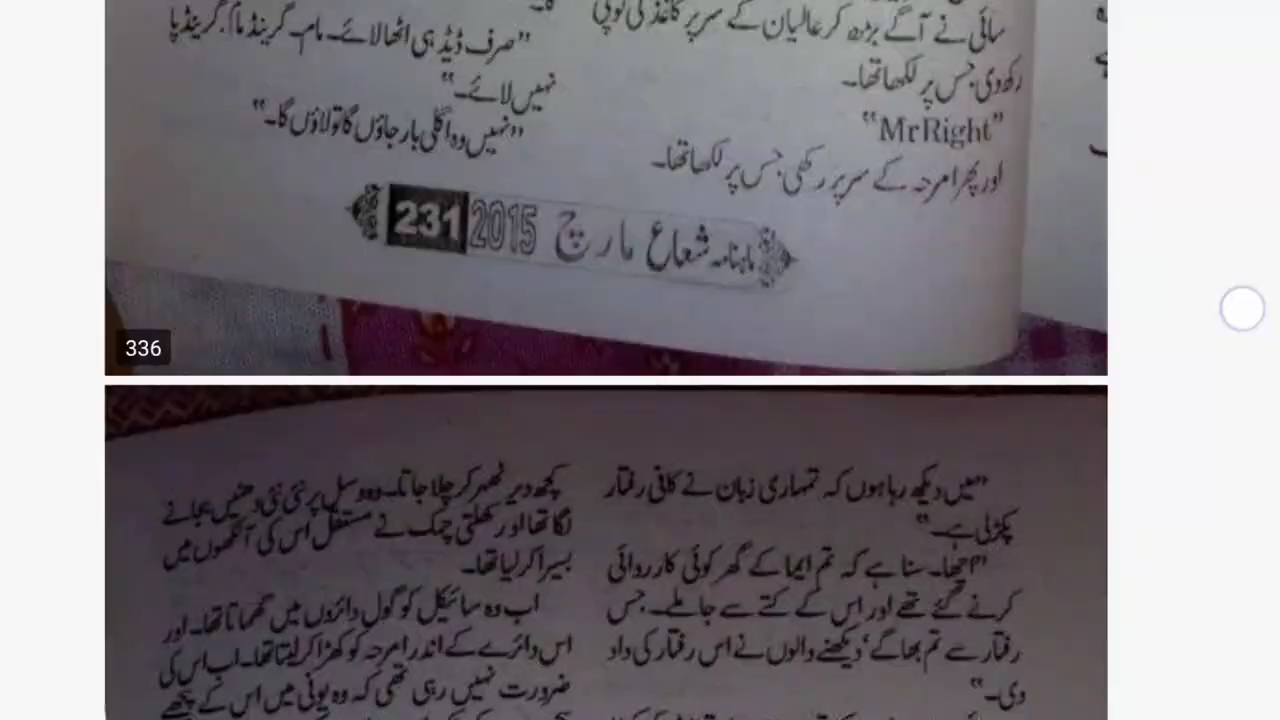 سائی نے آگے بڑھ کر عالیان کے سر پر کاغذ کی ٹوپی
رکھ دی جس پر لکھا تھا۔
"Mr Right"
اور پھر امرحہ کے سر پر رکھی جس پر لکھا تھا۔
"صرف ڈیڈ ہی اٹھا لائے۔ مام۔ گرینڈ ما، گرینڈ پا
نہیں لائے۔"
"نہیں وہ اگلی بار جاؤں گا تو لاؤں گا۔"
ماہنامہ شعاع مارچ 2015 231
336
"میں دیکھ رہا ہوں کہ تمہاری زبان نے کافی رفتار
پکڑ لی ہے۔"
"اچھا۔ سنا ہے کہ تم ایما کے گھر کوئی کارروائی
کرنے گئے تھے اور اس کے کتے سے جا ملے۔ جس
رفتار سے تم بھاگے، دیکھنے والوں نے اس رفتار کی داد
دی۔"
کچھ دیر ٹھہر کر چلا جاتا۔ وہ وسل پر نئی نئی دھنیں بجانے
لگا تھا اور کھلتی چمک نے مستقل اس کی آنکھوں میں
بسیرا کر لیا تھا۔
اب وہ سائیکل کو گول دائروں میں گھماتا تھا۔ اور
اس دائرے کے اندر امرحہ کو کھڑا کر لیتا تھا۔ اب اس کی
ضرورت نہیں رہی تھی کہ وہ یونی میں اس کے پیچھے